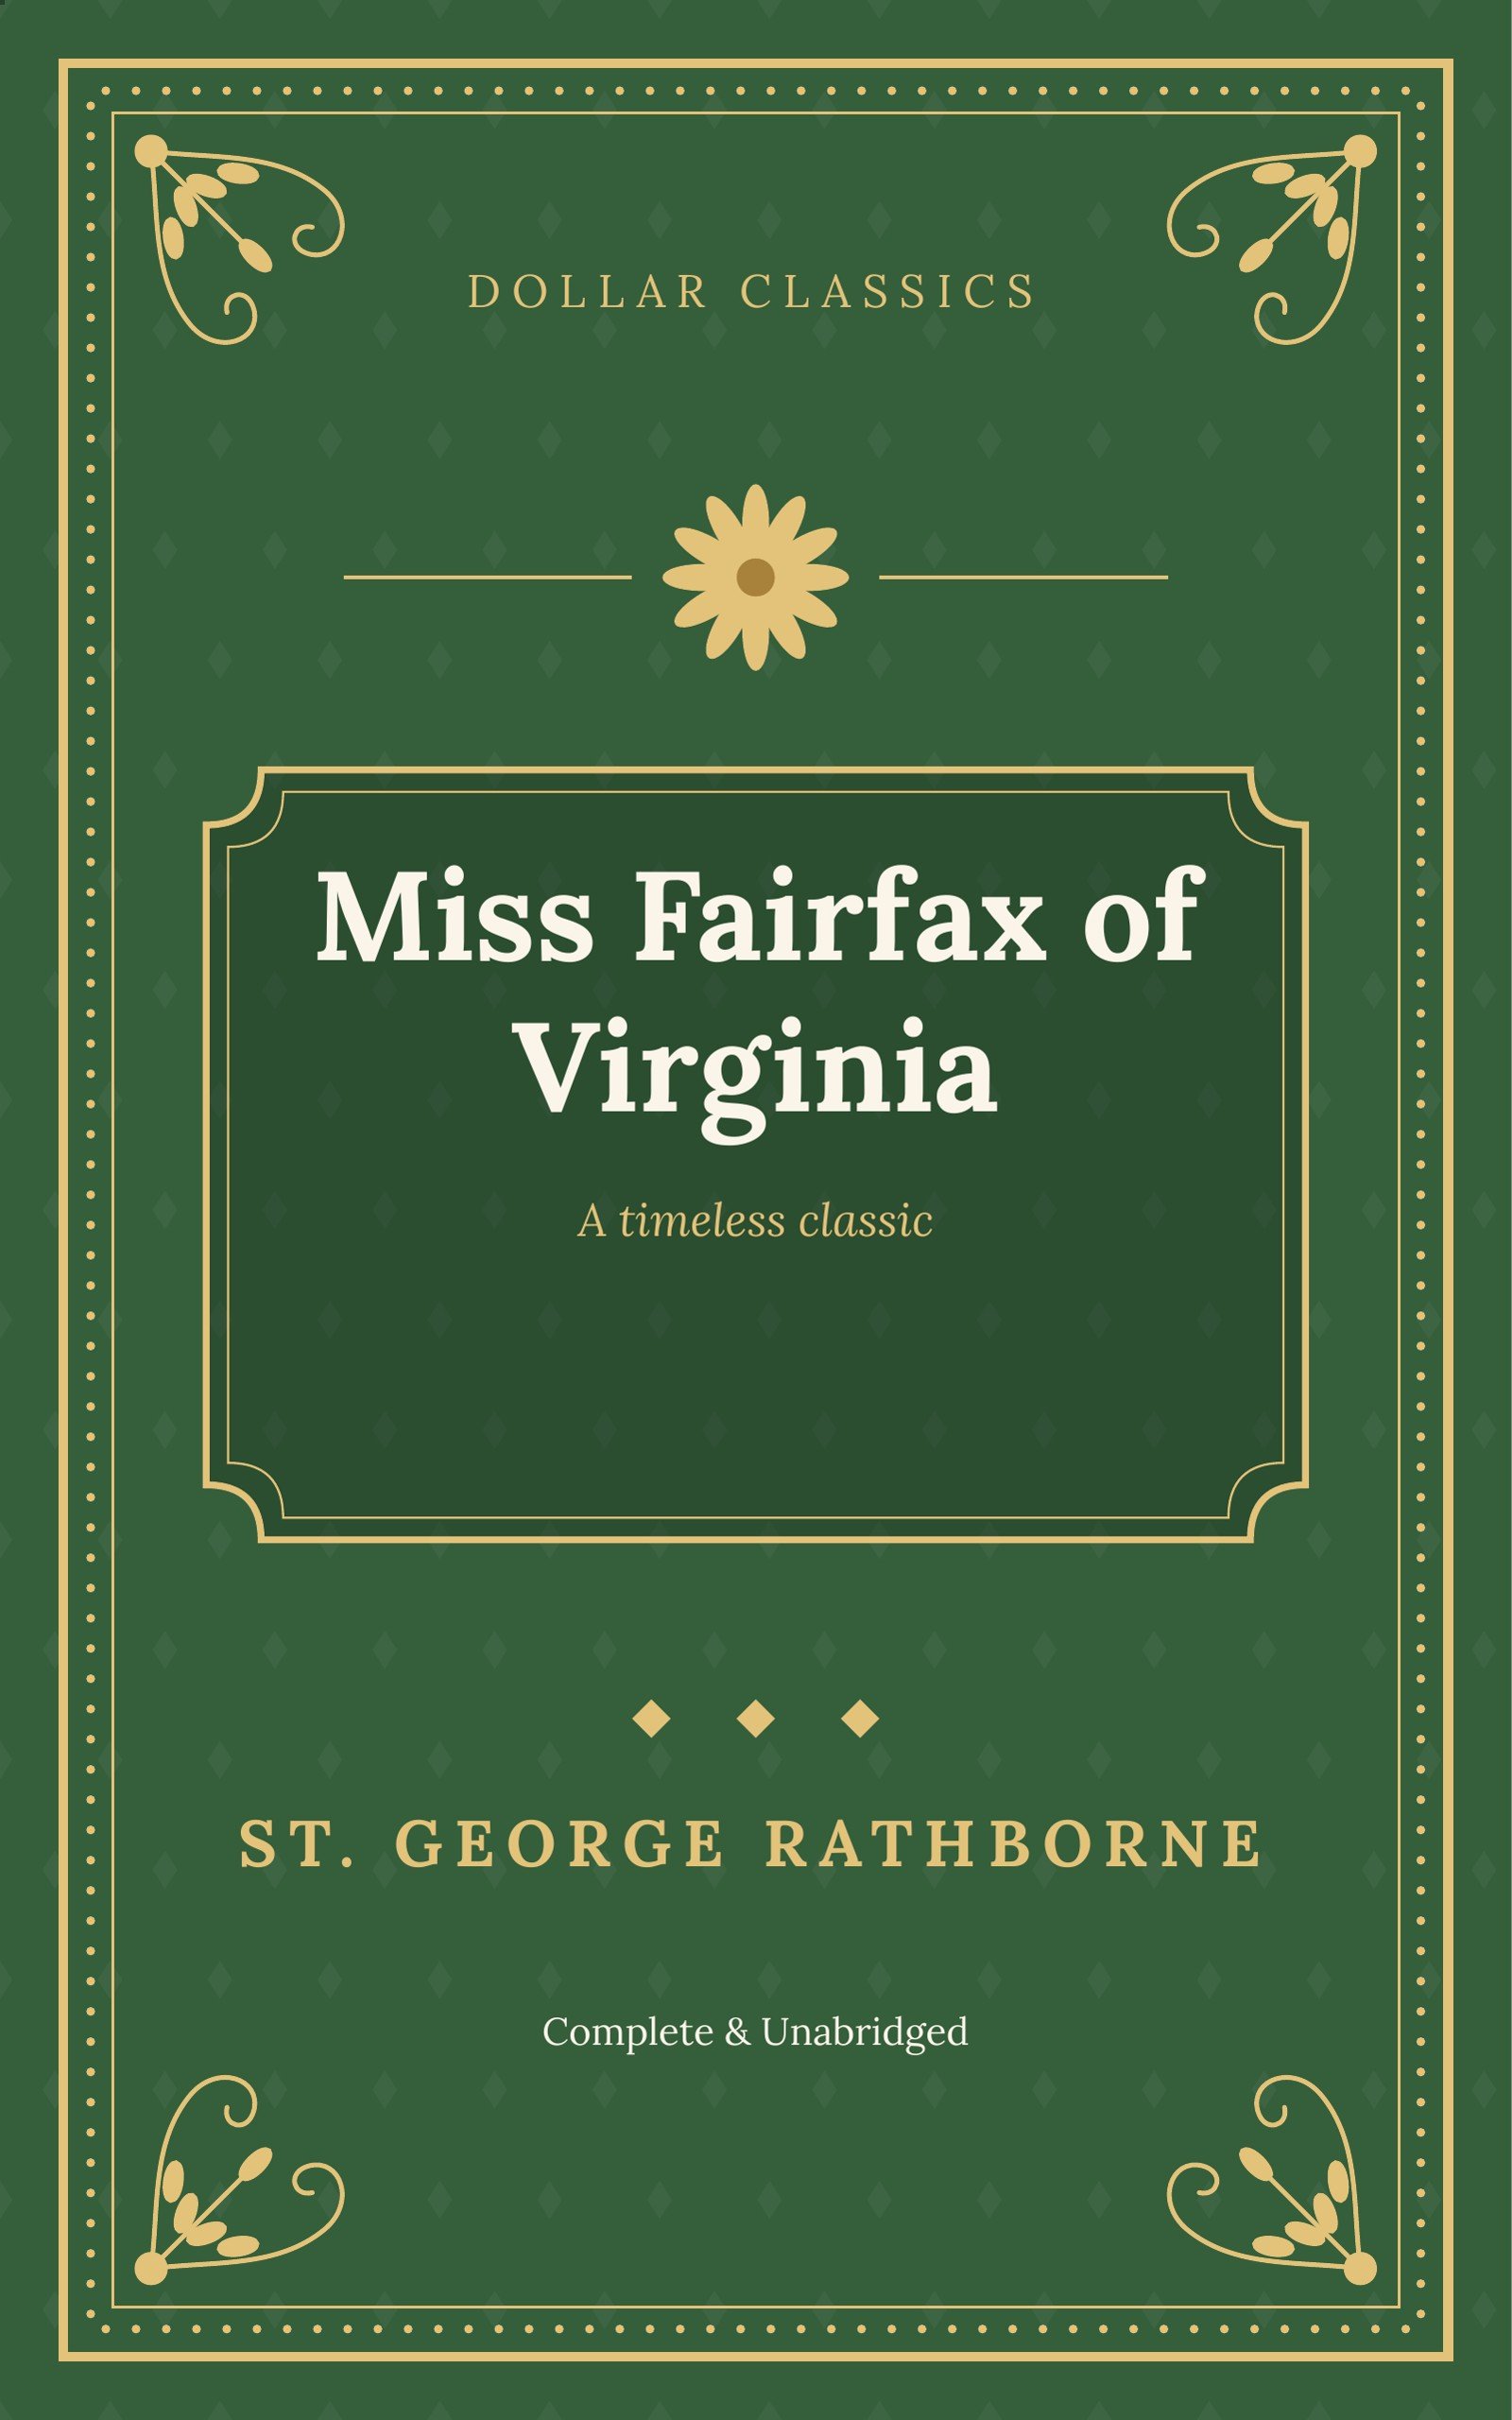 DOLLAR CLASSICS
Miss Fairfax of
Virginia
A timeless classic
ST. GEORGE RATHBORNE
Complete & Unabridged